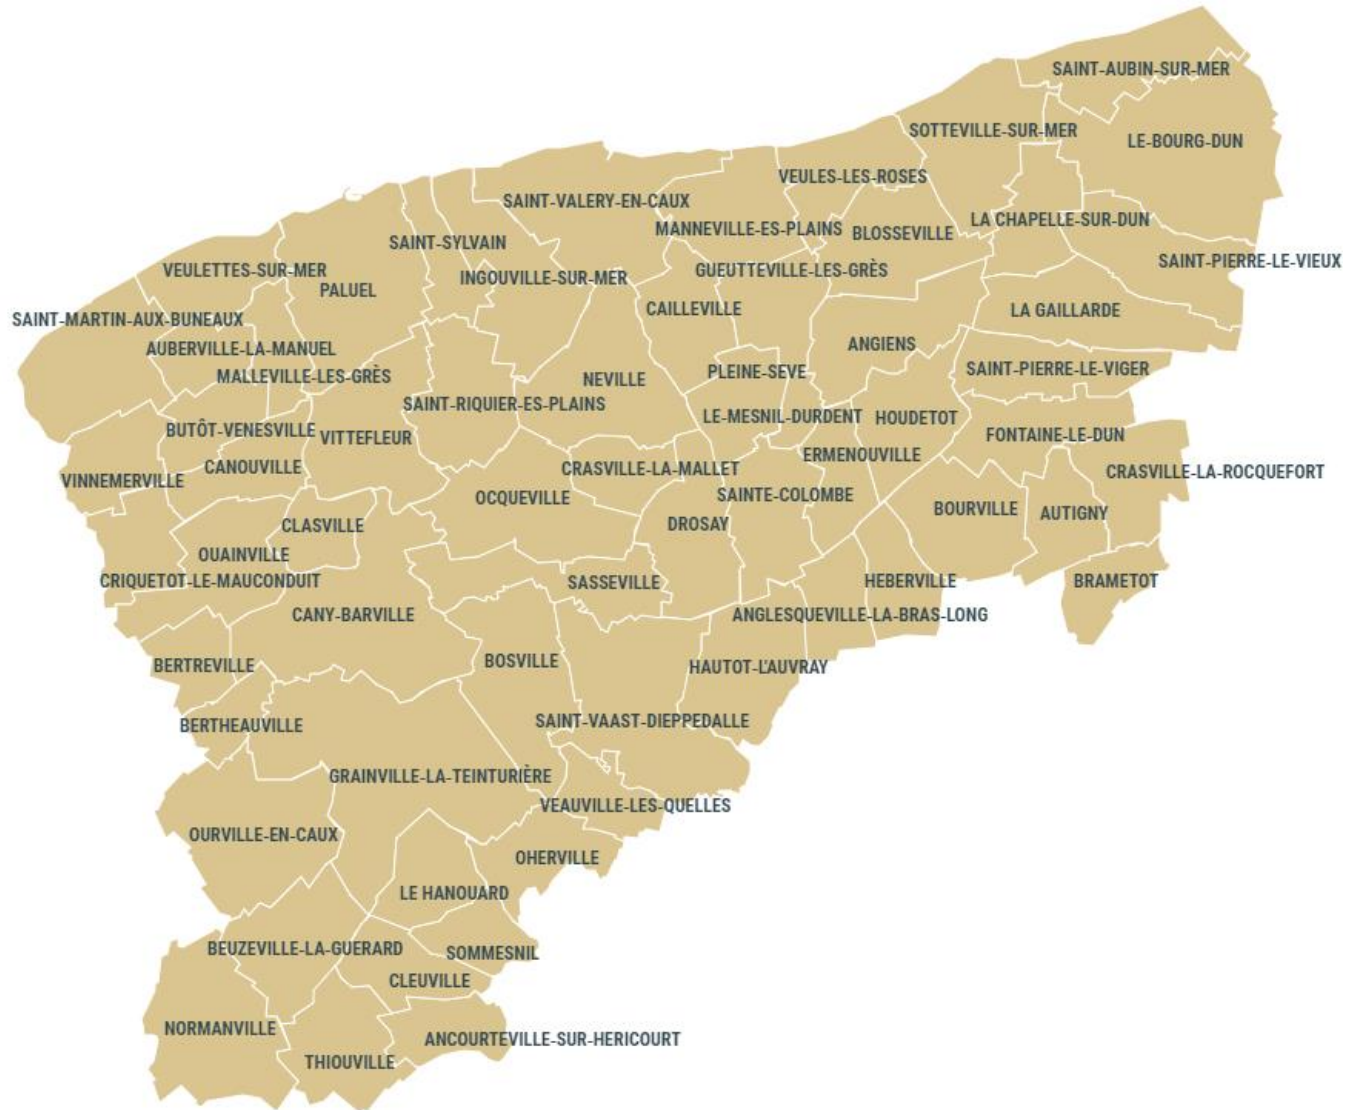 SAINT-AUBIN-SUR-MER
SOTTEVILLE-SUR-MER
LE-BOURG-DUN
VEULES-LES-ROSES
SAINT-VALERY-EN-CAUX
LA CHAPELLE-SUR-DUN
MANNEVILLE-ES-PLAINS
BLOSSEVILLE
SAINT-SYLVAIN
SAINT-PIERRE-LE-VIEUX
VEULETTES-SUR-MER
GUEUTTEVILLE-LES-GRÈS
INGOUVILLE-SUR-MER
PALUEL
CAILLEVILLE
LA GAILLARDE
SAINT-MARTIN-AUX-BUNEAUX
ANGIENS
AUBERVILLE-LA-MANUEL
SAINT-PIERRE-LE-VIGER
PLEINE-SEVE
MALLEVILLE-LES-GRÈS
NEVILLE
SAINT-RIQUIER-ES-PLAINS
LE-MESNIL-DURDENT
HOUDETOT
BUTÔT-VENESVILLE
FONTAINE-LE-DUN
VITTEFLEUR
ERMENOUVILLE
CANOUVILLE
CRASVILLE-LA-MALLET
CRASVILLE-LA-ROCQUEFORT
VINNEMERVILLE
SAINTE-COLOMBE
OCQUEVILLE
BOURVILLE
AUTIGNY
DROSAY
CLASVILLE
OUAINVILLE
CRIQUETOT-LE-MAUCONDUIT
HEBERVILLE
BRAMETOT
SASSEVILLE
CANY-BARVILLE
ANGLESQUEVILLE-LA-BRAS-LONG
BOSVILLE
BERTREVILLE
HAUTOT-L'AUVRAY
SAINT-VAAST-DIEPPEDALLE
BERTHEAUVILLE
GRAINVILLE-LA-TEINTURIÈRE
VEAUVILLE-LES-QUELLES
OURVILLE-EN-CAUX
OHERVILLE
LE HANOUARD
BEUZEVILLE-LA-GUERARD
SOMMESNIL
CLEUVILLE
NORMANVILLE
ANCOURTEVILLE-SUR-HERICOURT
THIOUVILLE